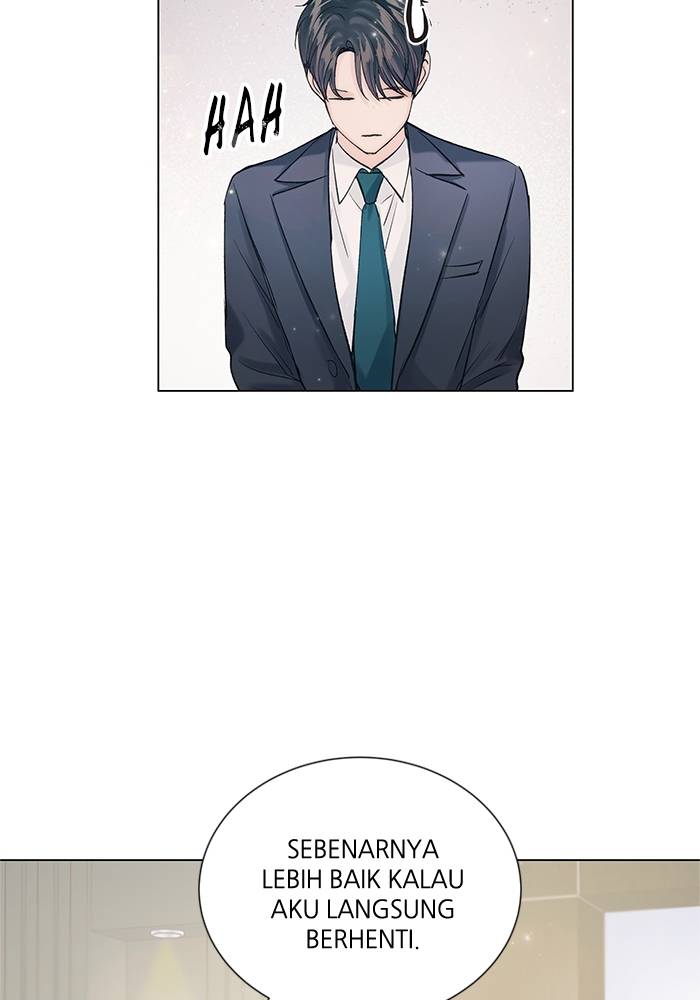 HAH
SEBENARNYA
LEBIH BAIK KALAU
AKU LANGSUNG
BERHENTI.